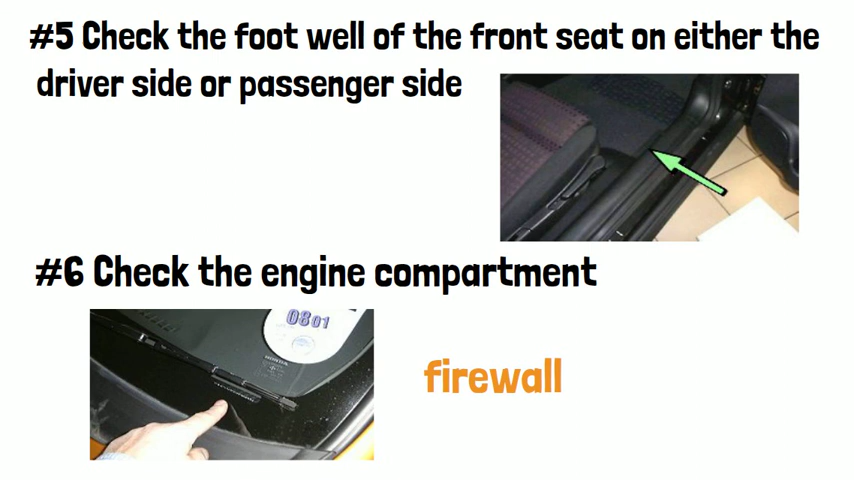 #5 Check the foot well of the front seat on either the
driver side or passenger side
#6 Check the engine compartment
0801
firewall